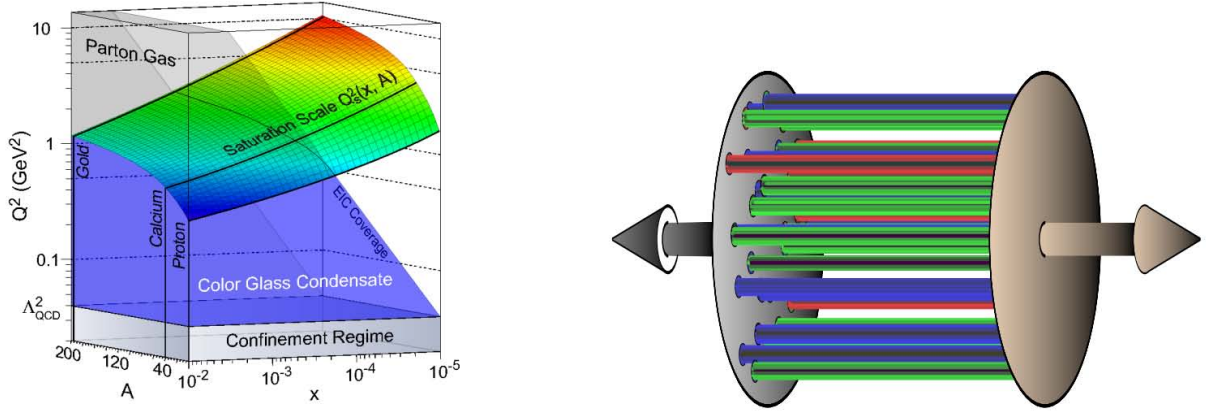 10
Parton Gas
Saturation Scale Q²ₛ(x, A)
1
Q² (GeV²)
Gold
Calcium
Proton
EIC Coverage
0.1
Color Glass Condensate
Λ²QCD
Confinement Regime
200
120
40
A
10⁻²
10⁻³
10⁻⁴
10⁻⁵
x